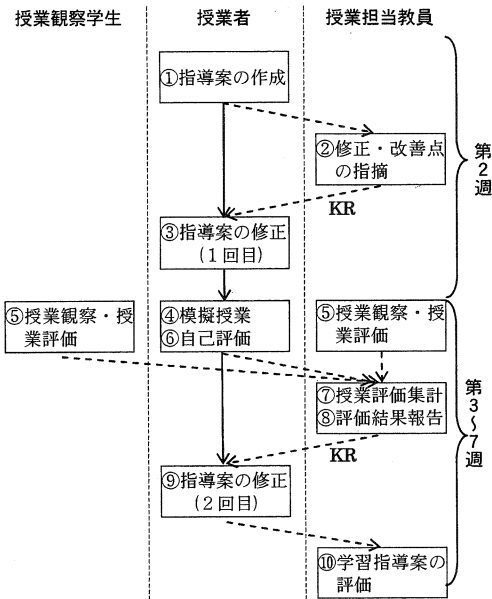 授業観察学生
授業者
授業担当教員
①指導案の作成
②修正・改善点
の指摘
KR
③指導案の修正
(1回目)
第2週
⑤授業観察・授
業評価
④模擬授業
⑥自己評価
⑤授業観察・授
業評価
⑦授業評価集計
⑧評価結果報告
KR
⑨指導案の修正
(2回目)
第3~7週
⑩学習指導案の
評価